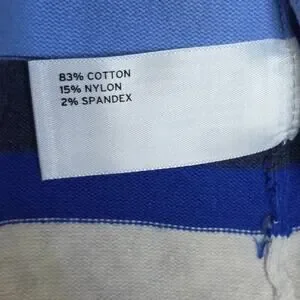 83% COTTON
15% NYLON
2% SPANDEX